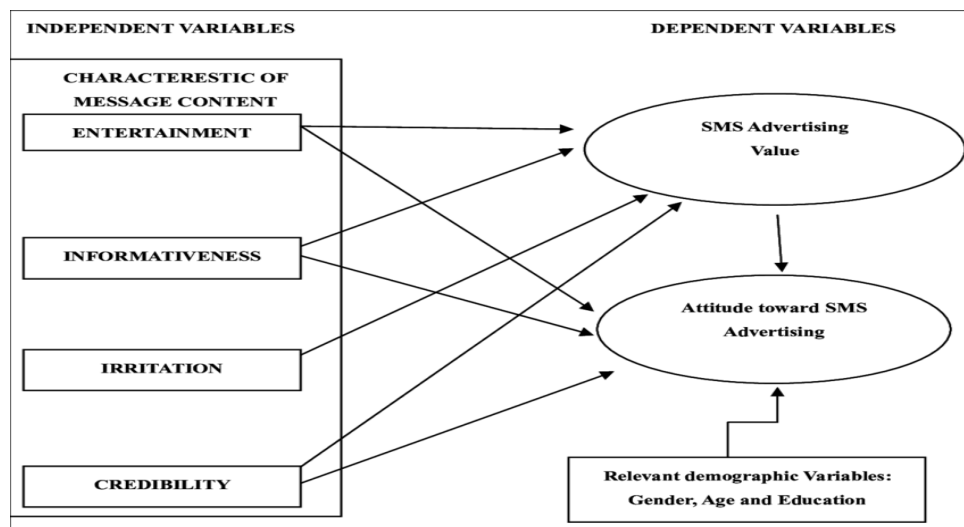 INDEPENDENT VARIABLES
DEPENDENT VARIABLES
CHARACTERESTIC OF
MESSAGE CONTENT
ENTERTAINMENT
SMS Advertising
Value
INFORMATIVENESS
Attitude toward SMS
Advertising
IRRITATION
CREDIBILITY
Relevant demographic Variables:
Gender, Age and Education